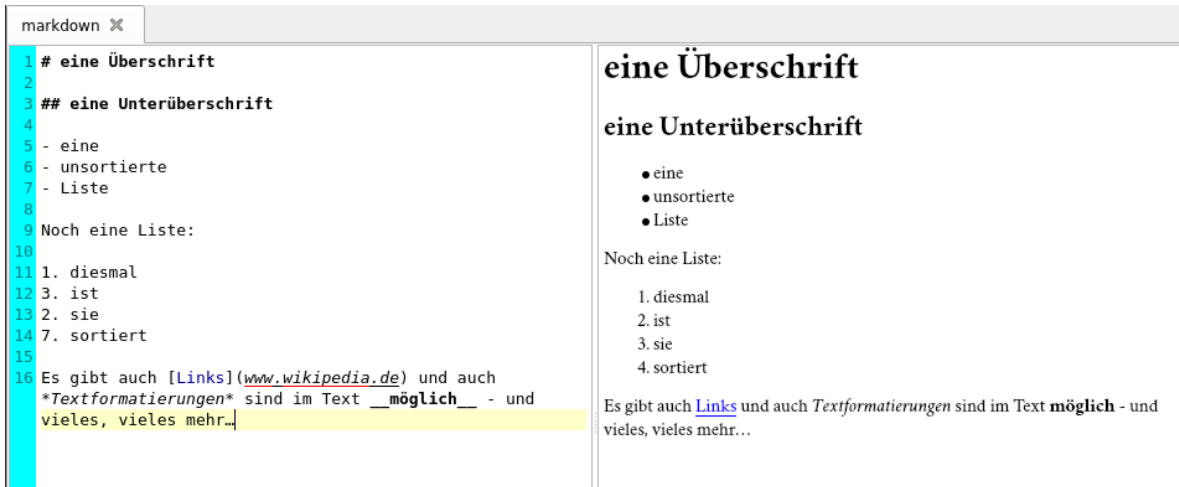 markdown
1 # eine Überschrift
2
3 ## eine Unterüberschrift
4
5 - eine
6 - unsortierte
7 - Liste
8
9 Noch eine Liste:
10
11 1. diesmal
12 3. ist
13 2. sie
14 7. sortiert
15
16 Es gibt auch [Links](www.wikipedia.de) und auch
*Textformatierungen* sind im Text __möglich__ - und
vieles, vieles mehr…
eine Überschrift
eine Unterüberschrift
● eine
● unsortierte
● Liste
Noch eine Liste:
1. diesmal
2. ist
3. sie
4. sortiert
Es gibt auch Links und auch Textformatierungen sind im Text möglich - und
vieles, vieles mehr…